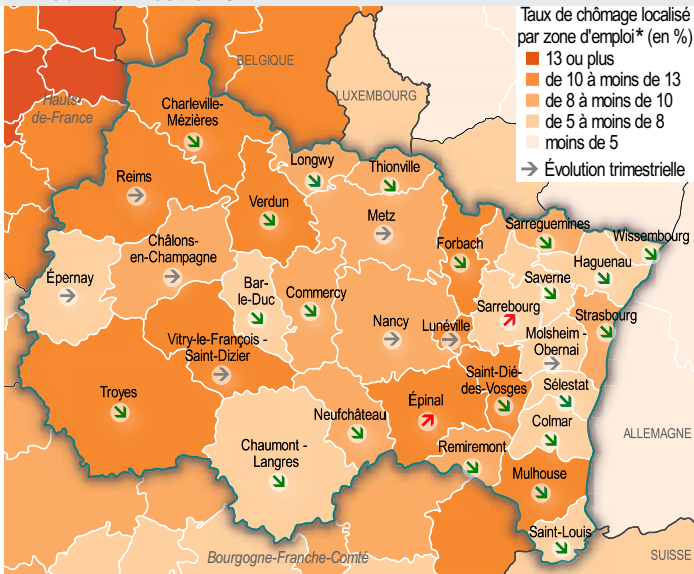 Taux de chômage localisé
par zone d'emploi* (en %)
13 ou plus
de 10 à moins de 13
de 8 à moins de 10
de 5 à moins de 8
moins de 5
Évolution trimestrielle
BELGIQUE
LUXEMBOURG
Hauts-
de-France
Charleville-
Mézières
Longwy
Thionville
Reims
Verdun
Metz
Forbach
Sarreguemines
Wissembourg
Châlons-
en-Champagne
Haguenau
Épernay
Bar-
le-Duc
Commercy
Saverne
Sarrebourg
Strasbourg
Nancy
Lunéville
Molsheim -
Obernai
Vitry-le-François -
Saint-Dizier
Saint-Dié-
des-Vosges
Sélestat
Troyes
Épinal
Neufchâteau
Colmar
ALLEMAGNE
Chaumont -
Langres
Remiremont
Mulhouse
Saint-Louis
Bourgogne-Franche-Comté
SUISSE